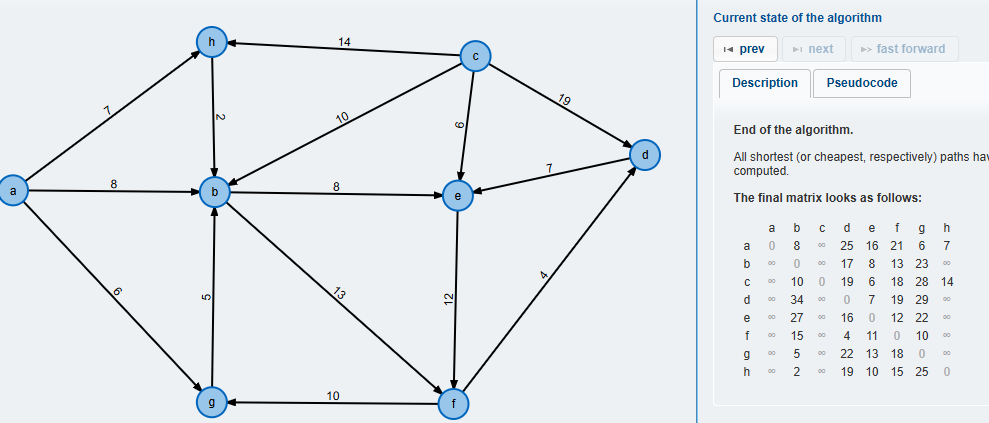 h
14
c
7
2
10
6
19
d
7
a
8
b
8
e
6
5
13
12
4
g
10
f
Current state of the algorithm
prev next fast forward
Description Pseudocode
End of the algorithm.
All shortest (or cheapest, respectively) paths hav
computed.
The final matrix looks as follows:
a b c d e f g h
a 0 8 ∞ 25 16 21 6 7
b ∞ 0 ∞ 17 8 13 23 ∞
c ∞ 10 0 19 6 18 28 14
d ∞ 34 ∞ 0 7 19 29 ∞
e ∞ 27 ∞ 16 0 12 22 ∞
f ∞ 15 ∞ 4 11 0 10 ∞
g ∞ 5 ∞ 22 13 18 0 ∞
h ∞ 2 ∞ 19 10 15 25 0